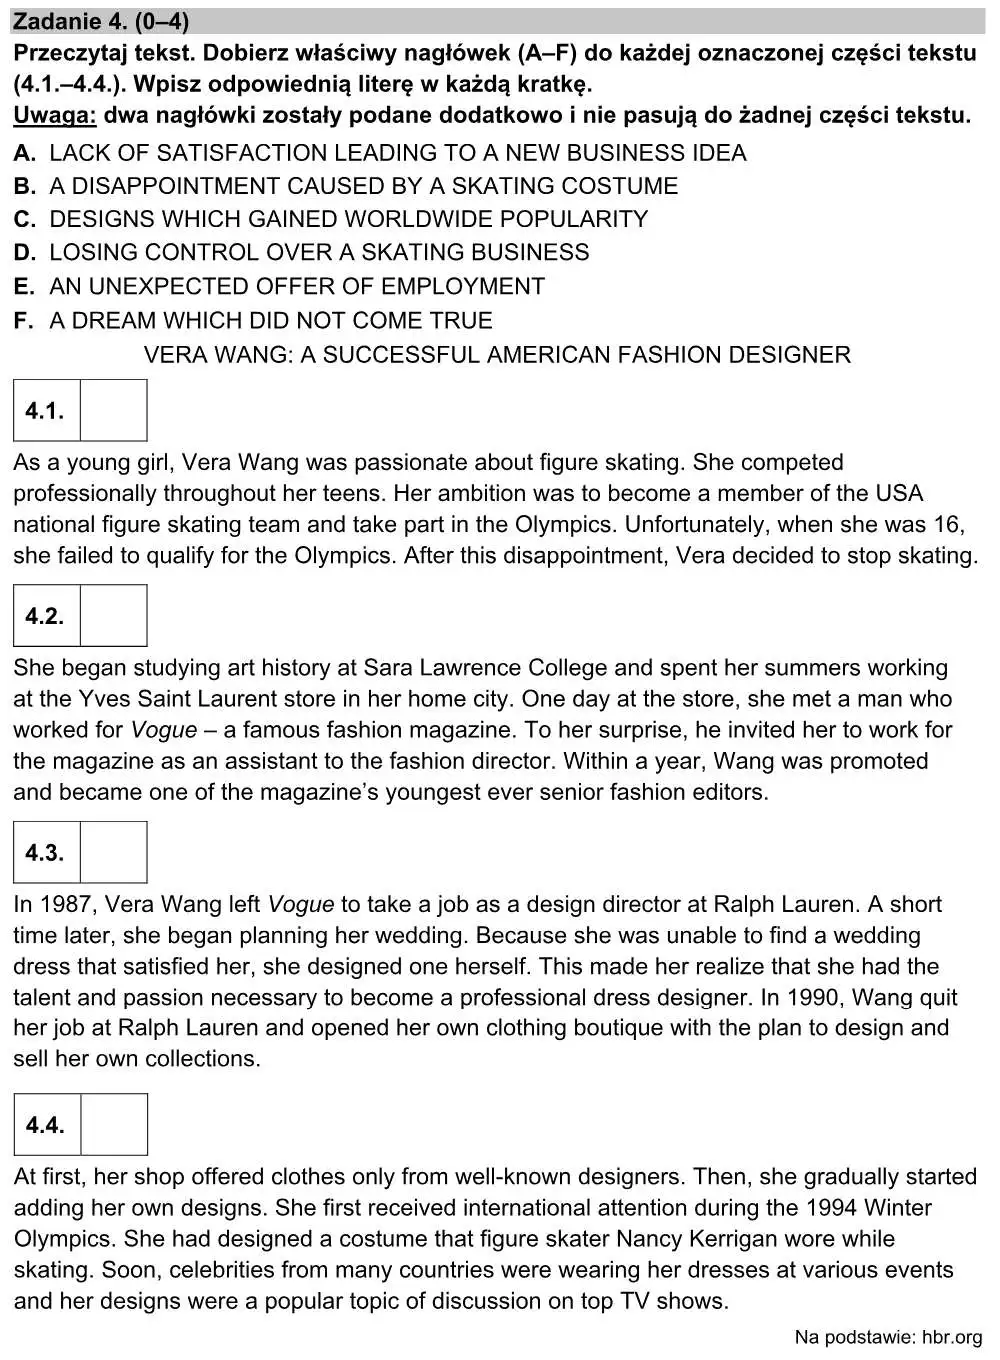 Zadanie 4. (0–4)
Przeczytaj tekst. Dobierz właściwy nagłówek (A–F) do każdej oznaczonej części tekstu
(4.1.–4.4.). Wpisz odpowiednią literę w każdą kratkę.
Uwaga: dwa nagłówki zostały podane dodatkowo i nie pasują do żadnej części tekstu.
A. LACK OF SATISFACTION LEADING TO A NEW BUSINESS IDEA
B. A DISAPPOINTMENT CAUSED BY A SKATING COSTUME
C. DESIGNS WHICH GAINED WORLDWIDE POPULARITY
D. LOSING CONTROL OVER A SKATING BUSINESS
E. AN UNEXPECTED OFFER OF EMPLOYMENT
F. A DREAM WHICH DID NOT COME TRUE
VERA WANG: A SUCCESSFUL AMERICAN FASHION DESIGNER
4.1.
As a young girl, Vera Wang was passionate about figure skating. She competed
professionally throughout her teens. Her ambition was to become a member of the USA
national figure skating team and take part in the Olympics. Unfortunately, when she was 16,
she failed to qualify for the Olympics. After this disappointment, Vera decided to stop skating.
4.2.
She began studying art history at Sara Lawrence College and spent her summers working
at the Yves Saint Laurent store in her home city. One day at the store, she met a man who
worked for Vogue – a famous fashion magazine. To her surprise, he invited her to work for
the magazine as an assistant to the fashion director. Within a year, Wang was promoted
and became one of the magazine's youngest ever senior fashion editors.
4.3.
In 1987, Vera Wang left Vogue to take a job as a design director at Ralph Lauren. A short
time later, she began planning her wedding. Because she was unable to find a wedding
dress that satisfied her, she designed one herself. This made her realize that she had the
talent and passion necessary to become a professional dress designer. In 1990, Wang quit
her job at Ralph Lauren and opened her own clothing boutique with the plan to design and
sell her own collections.
4.4.
At first, her shop offered clothes only from well-known designers. Then, she gradually started
adding her own designs. She first received international attention during the 1994 Winter
Olympics. She had designed a costume that figure skater Nancy Kerrigan wore while
skating. Soon, celebrities from many countries were wearing her dresses at various events
and her designs were a popular topic of discussion on top TV shows.
Na podstawie: hbr.org